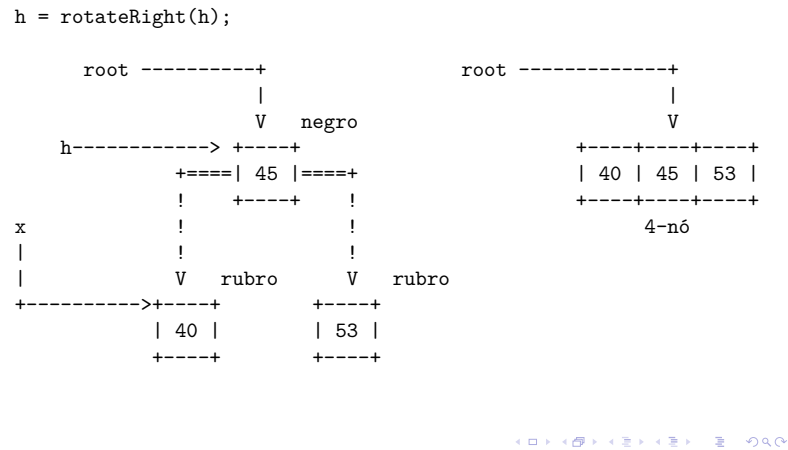 h = rotateRight(h);
root ----------+                  root -------------+
               |                                    |
               V   negro                            V
    h------------> +----+                   +----+----+----+
              +====| 45 |====+              | 40 | 45 | 53 |
              !    +----+    !              +----+----+----+
x             !              !                    4-nó
|             !              !
|             V   rubro      V   rubro
+---------->+----+        +----+
            | 40 |        | 53 |
            +----+        +----+